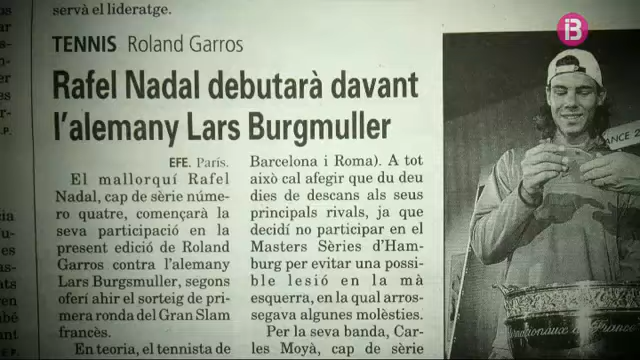 servà el lideratge.
TENNIS Roland Garros
Rafel Nadal debutarà davant
l'alemany Lars Burgmuller
EFE. París.
El mallorquí Rafel
Nadal, cap de sèrie núme-
ro quatre, començarà la
seva participació en la
present edició de Roland
Garros contra l'alemany
Lars Burgsmuller, segons
oferí ahir el sorteig de pri-
mera ronda del Gran Slam
francès.
En teoria, el tennista de
Barcelona i Roma). A tot
això cal afegir que du deu
dies de descans als seus
principals rivals, ja que
decidí no participar en el
Masters Sèries d'Ham-
burg per evitar una possi-
ble lesió en la mà
esquerra, en la qual arros-
segava algunes molèsties.
Per la seva banda, Car-
les Moyà, cap de sèrie
IB